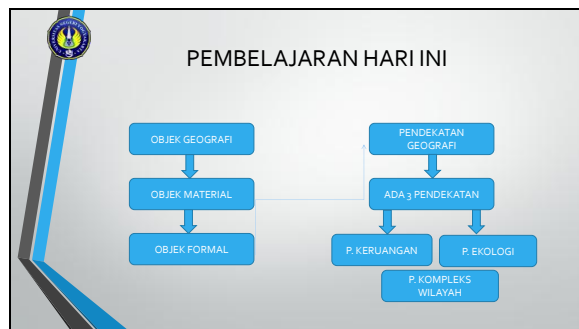 PEMBELAJARAN HARI INI
OBJEK GEOGRAFI
OBJEK MATERIAL
OBJEK FORMAL
PENDEKATAN
GEOGRAFI
ADA 3 PENDEKATAN
P. KERUANGAN
P. EKOLOGI
P. KOMPLEKS
WILAYAH